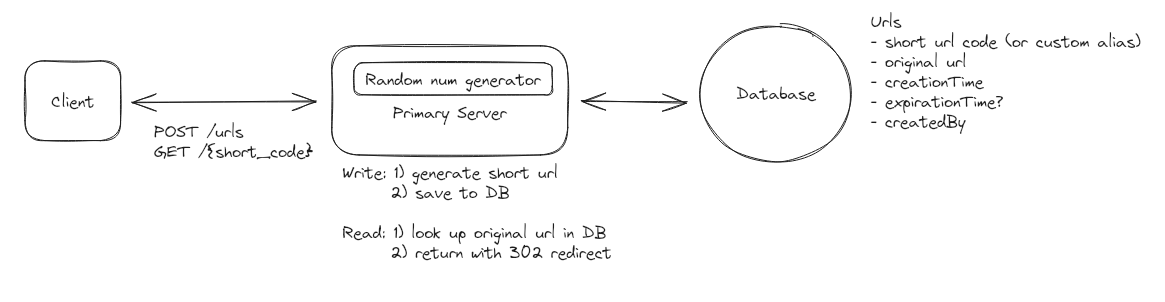 Client
POST /urls
GET /{short_code}
Random num generator
Primary Server
Write: 1) generate short url
2) save to DB
Read: 1) look up original url in DB
2) return with 302 redirect
Database
Urls
- short url code (or custom alias)
- original url
- creationTime
- expirationTime?
- createdBy